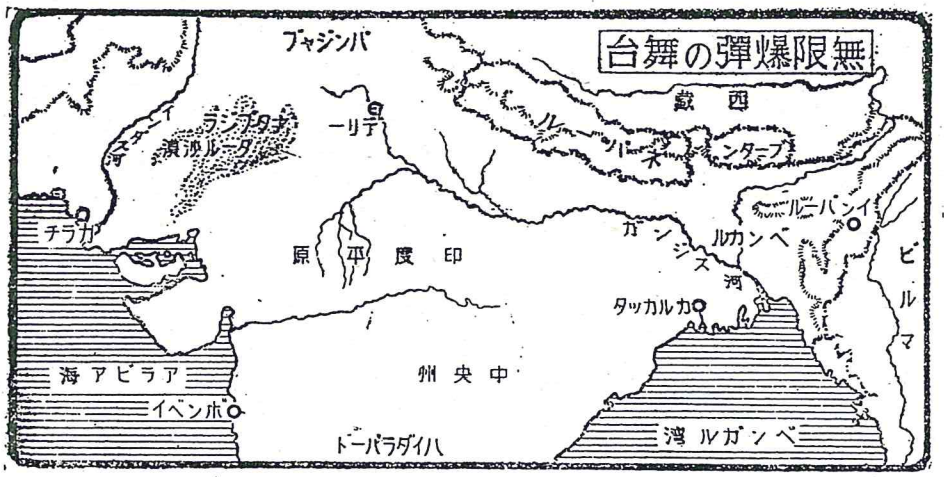 無限爆彈の舞台
パンジャブ
西蔵
インダス河
ラジプタナ
タール沙漠
デリー
ネパール
ブータン
インパール
カラチ
印度平原
ガンジス河
ベンガル
ビルマ
カルカッタ
アラビア海
中央州
ボンベイ
ハイダラバード
ベンガル湾